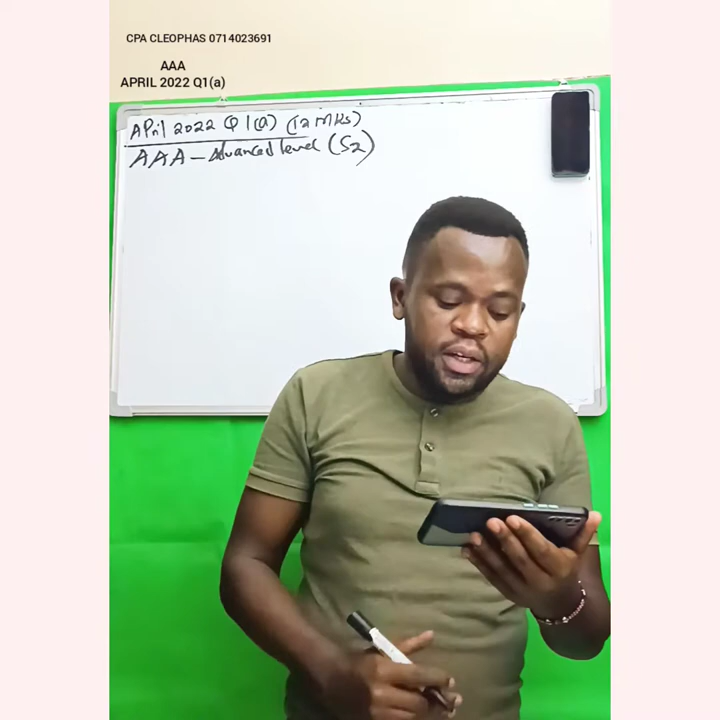 CPA CLEOPHAS 0714023691
AAA
APRIL 2022 Q1(a)
April 2022 Q1(a) (12 Mks)
AAA - Advanced level (S2)